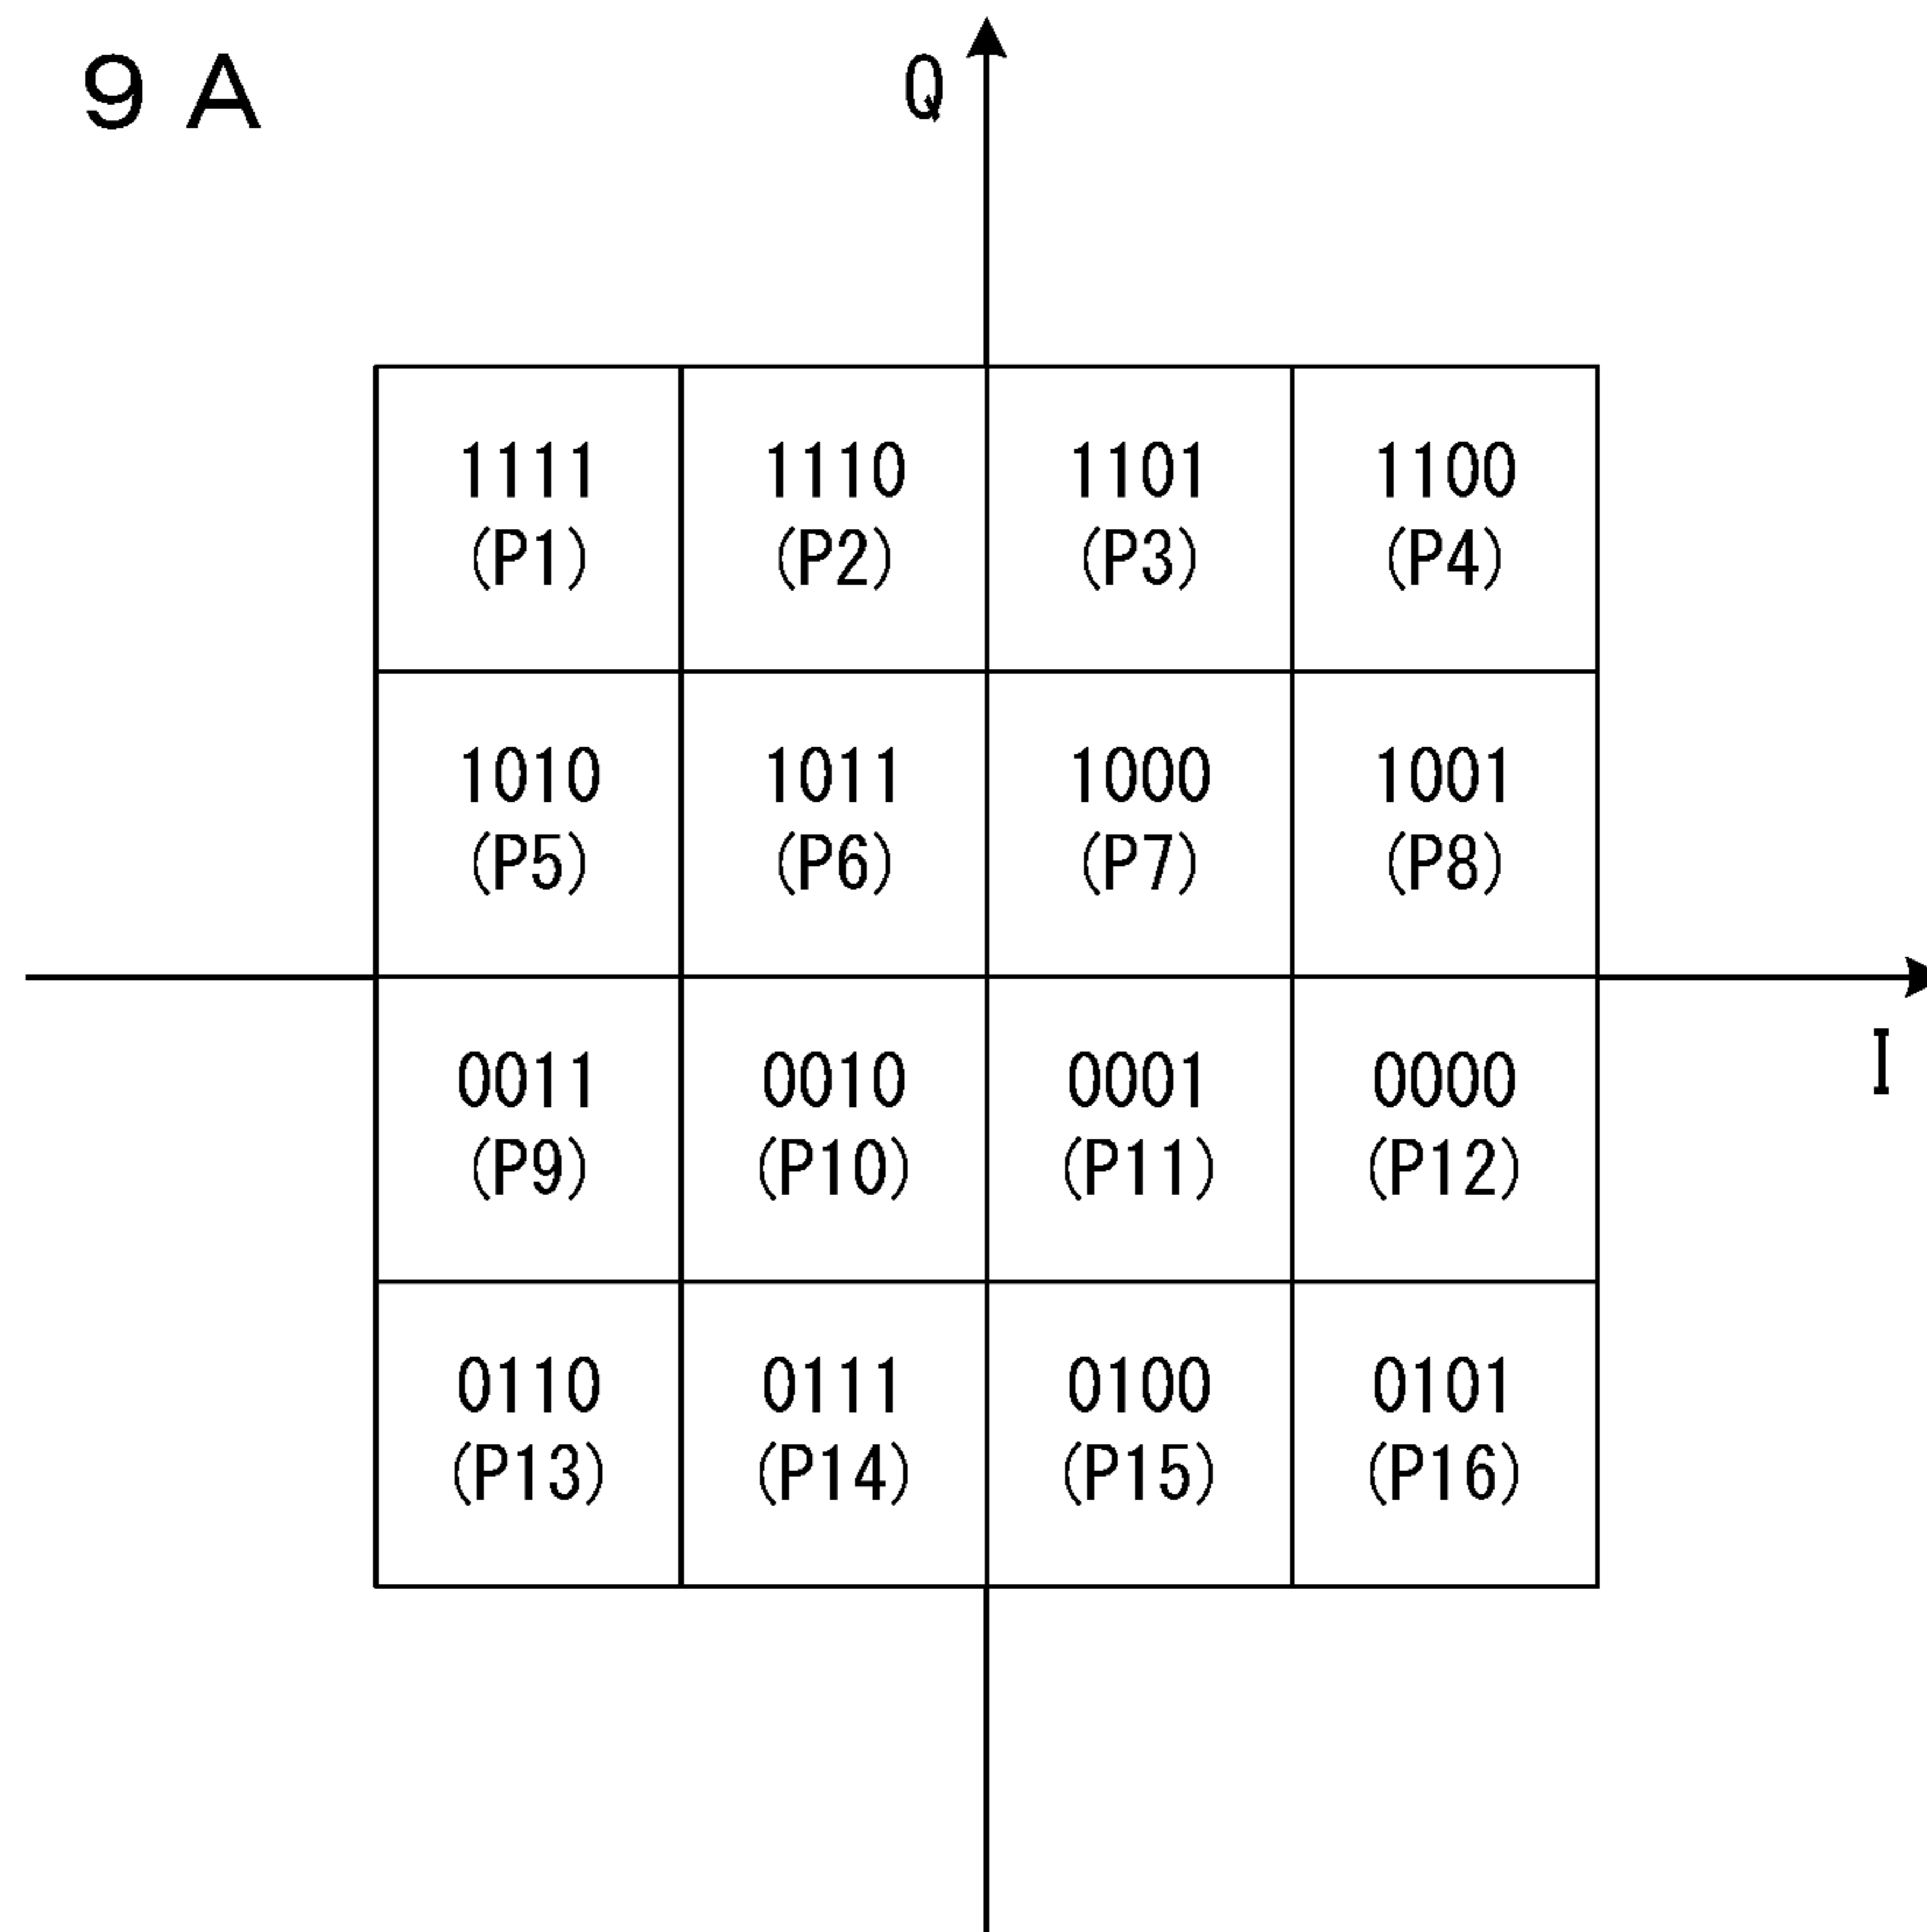 9 A
Q
1111 1110 1101 1100
(P1) (P2) (P3) (P4)
1010 1011 1000 1001
(P5) (P6) (P7) (P8)
0011 0010 0001 0000
(P9) (P10) (P11) (P12)
I
0110 0111 0100 0101
(P13) (P14) (P15) (P16)